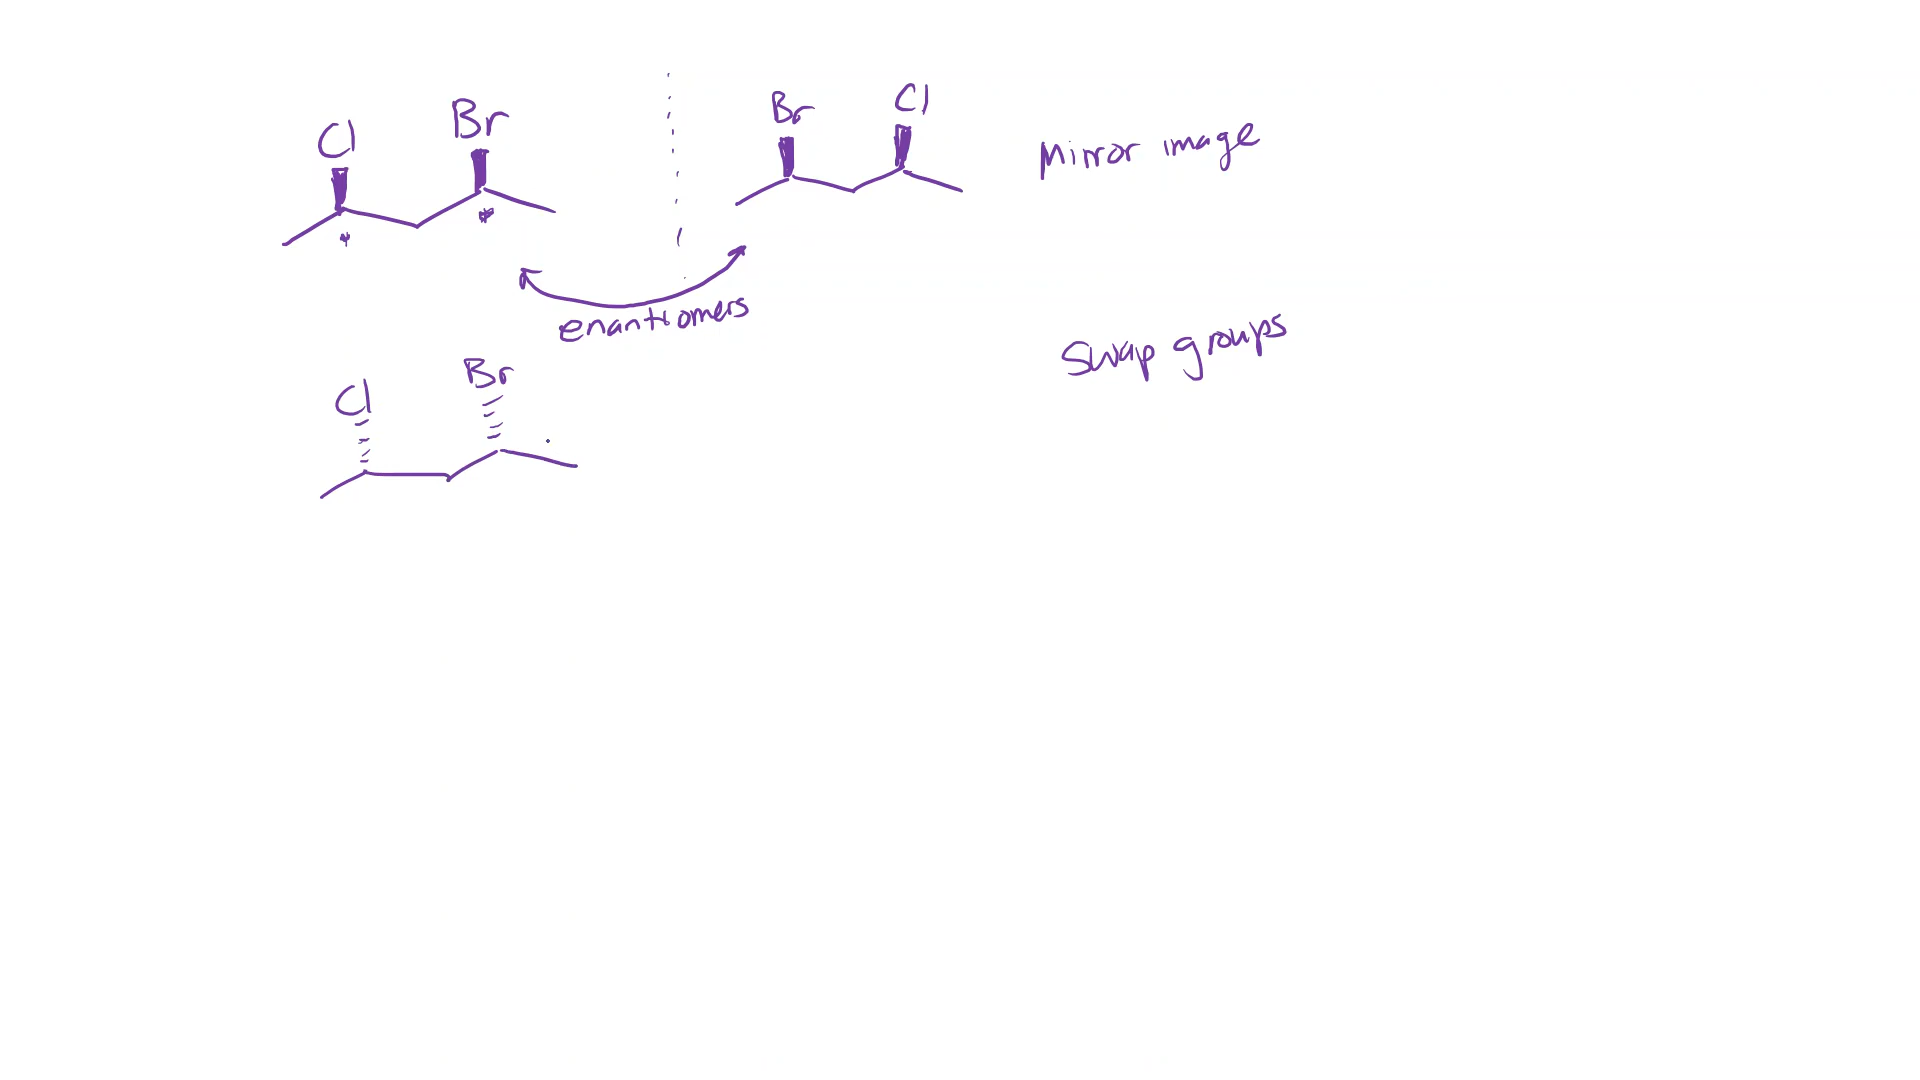 Cl Br Br Cl
Mirror image
enantiomers
Swap groups
Cl Br